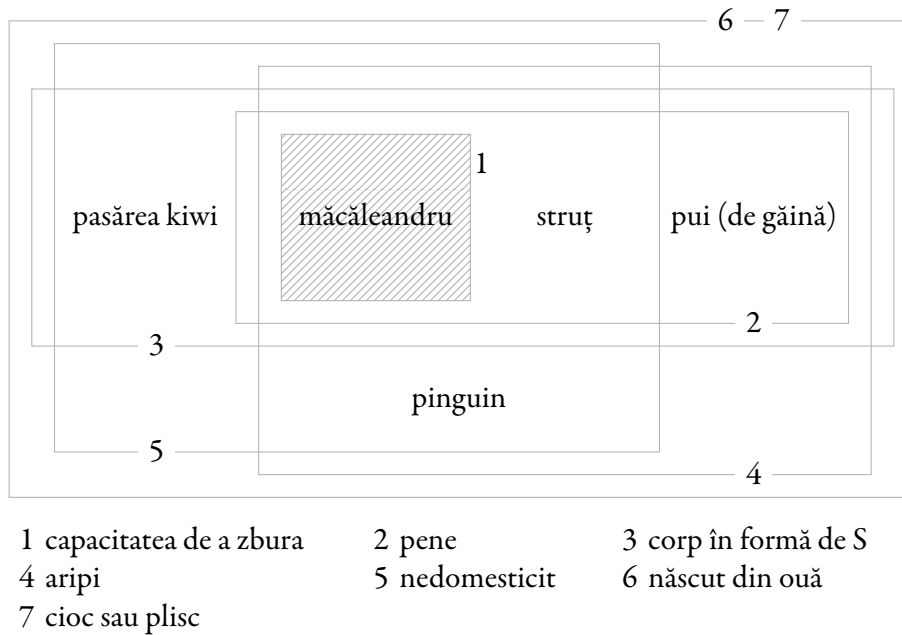 6 – 7
1
pasărea kiwi măcăleandru struț pui (de găină)
2
3
pinguin
5
4
1 capacitatea de a zbura 2 pene 3 corp în formă de S
4 aripi 5 nedomesticit 6 născut din ouă
7 cioc sau plisc